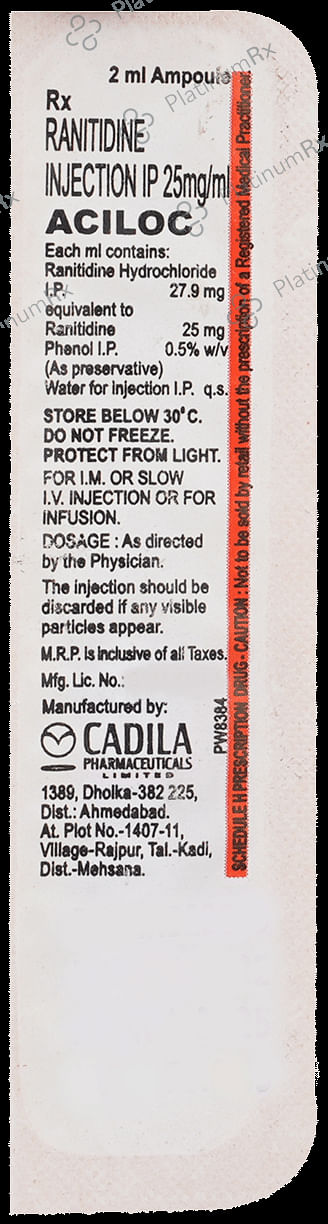 2 ml Ampoule
Rx
RANITIDINE
INJECTION IP 25mg/ml
ACILOC
Each ml contains:
Ranitidine Hydrochloride
I.P. 27.9 mg
equivalent to
Ranitidine 25 mg
Phenol I.P. 0.5% w/v
(As preservative)
Water for Injection I.P. q.s.
STORE BELOW 30°C.
DO NOT FREEZE.
PROTECT FROM LIGHT.
FOR I.M. OR SLOW
I.V. INJECTION OR FOR
INFUSION.
DOSAGE : As directed
by the Physician.
The injection should be
discarded if any visible
particles appear.
M.R.P. is inclusive of all Taxes.
Mfg. Lic. No.:
Manufactured by:
CADILA
PHARMACEUTICALS
LIMITED
1389, Dholka-382 225,
Dist.: Ahmedabad.
At. Plot No.-1407-11,
Village-Rajpur, Tal.-Kadi,
Dist.-Mehsana.
PW8384
SCHEDULE H PRESCRIPTION DRUG - CAUTION : Not to be sold by retail without the prescription of a Registered Medical Practitioner.
PlatinumRx
PlatinumRx
PlatinumRx